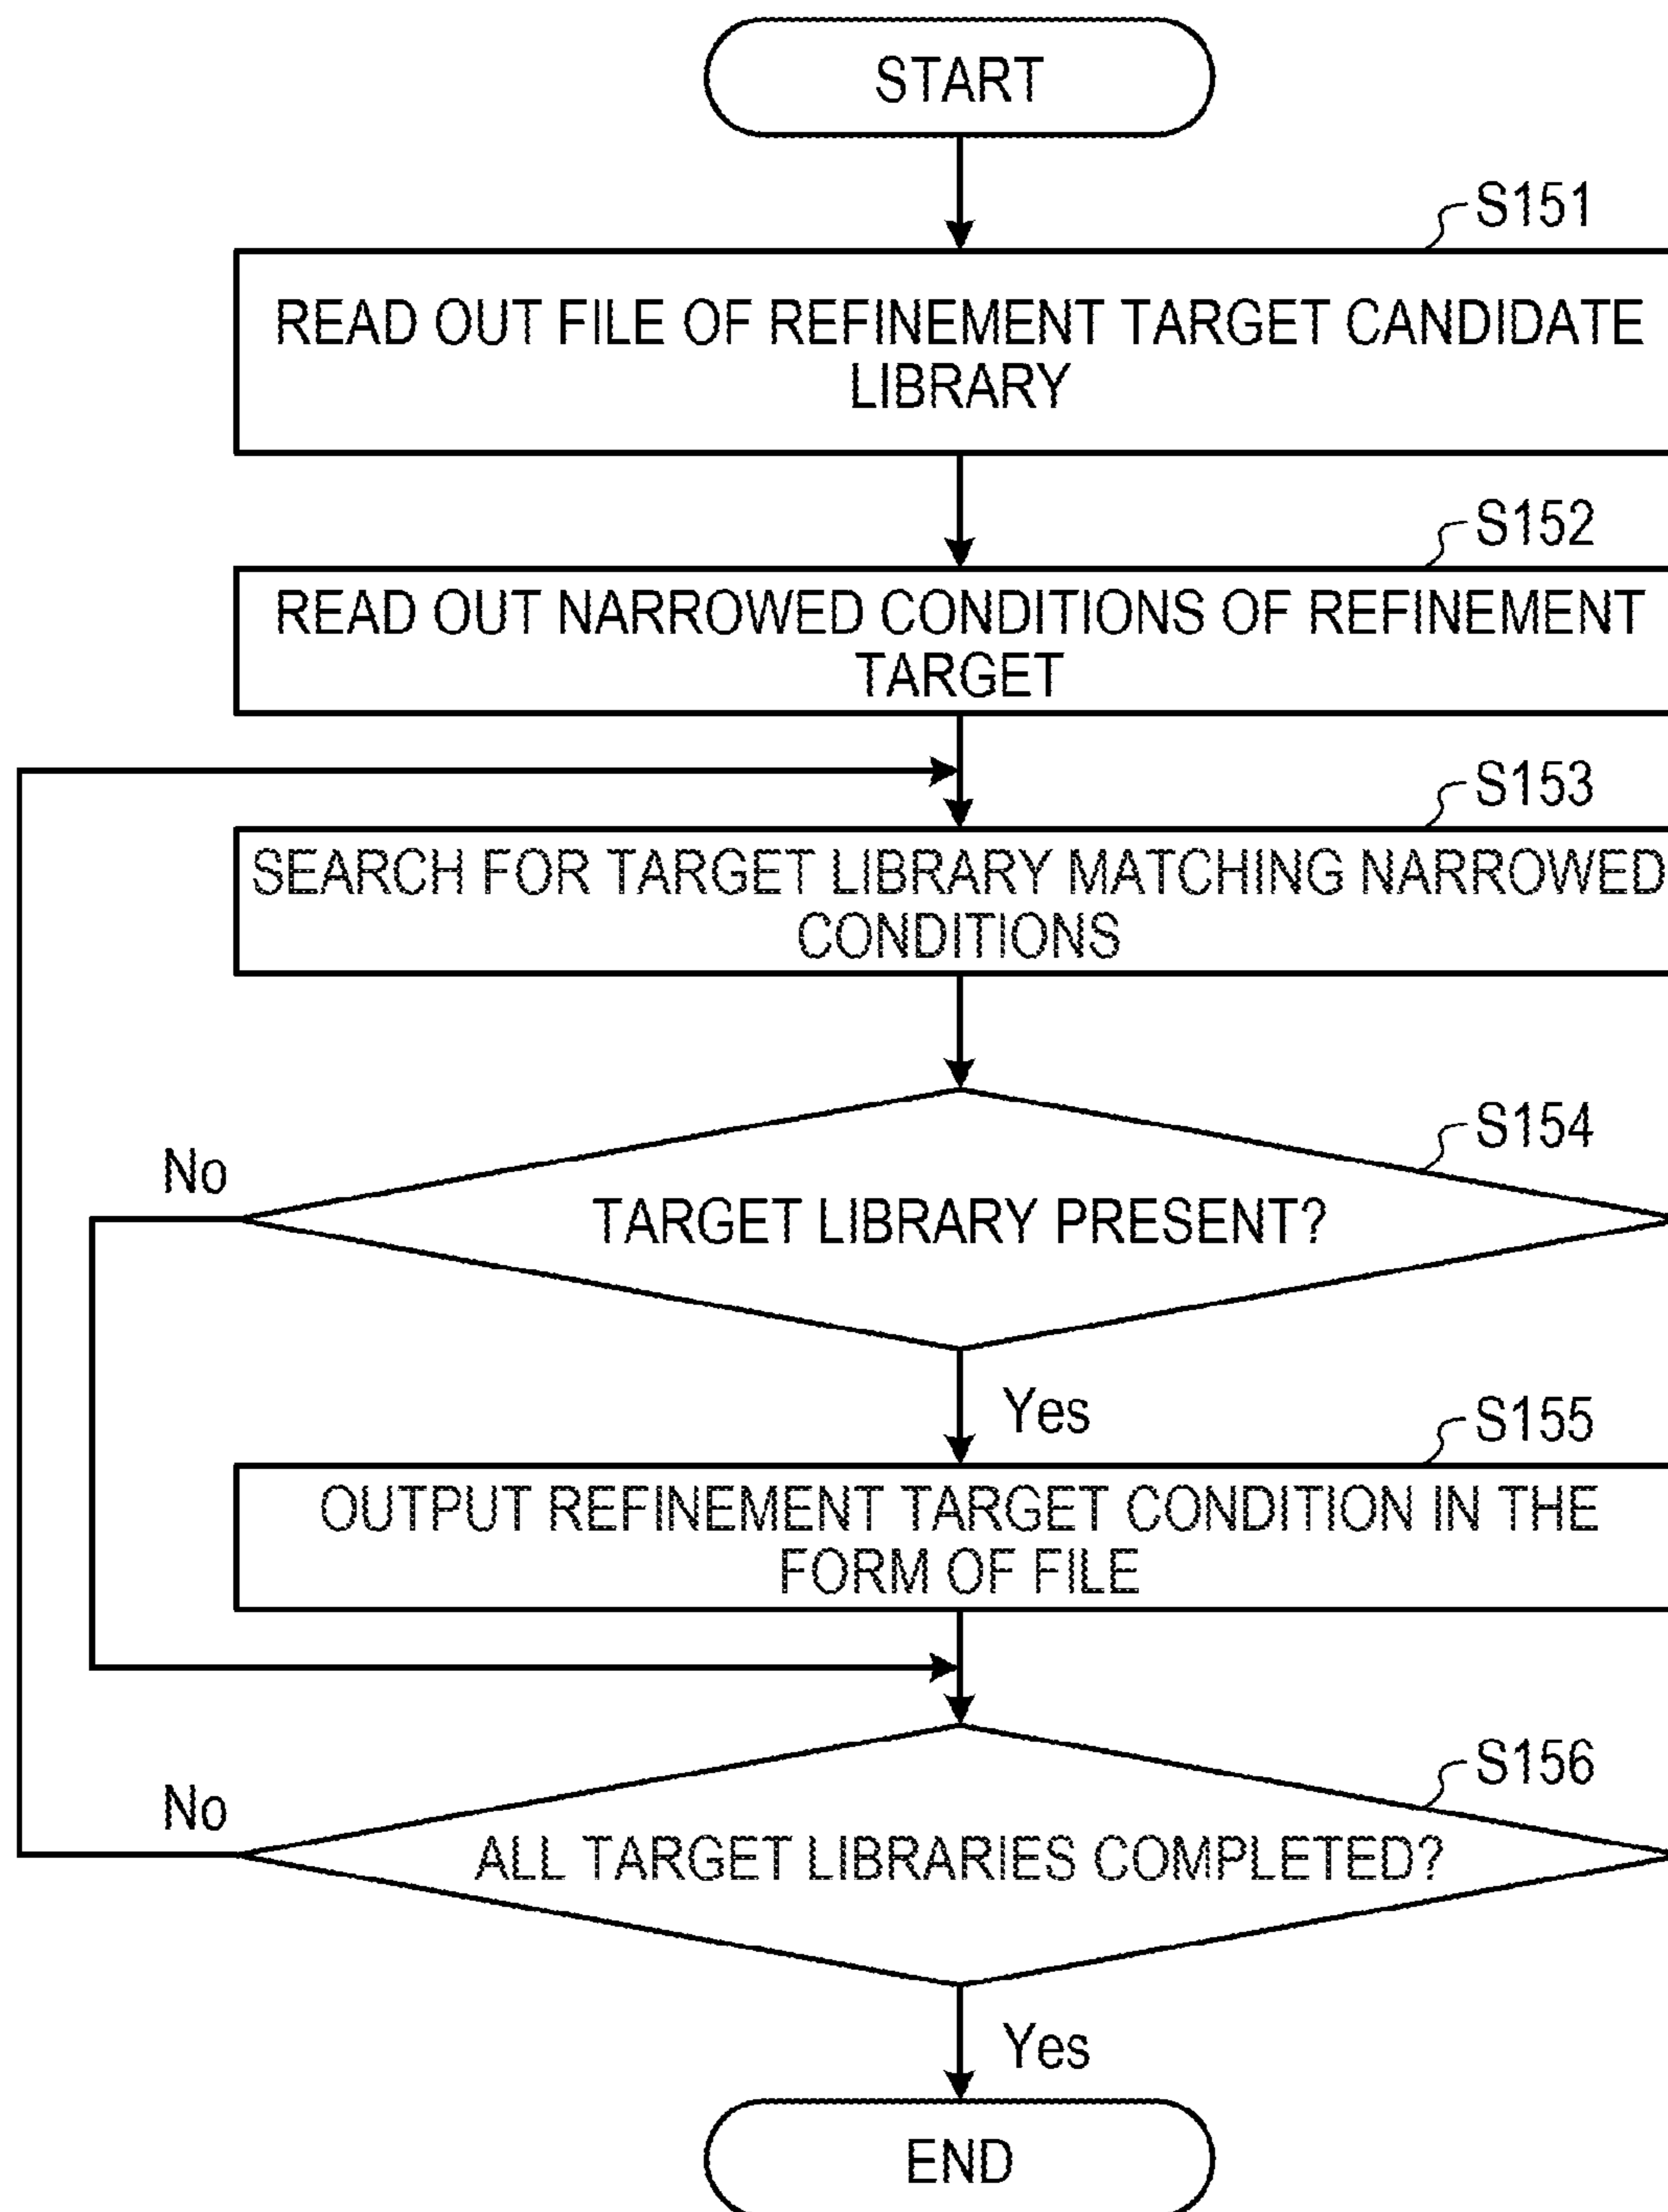 START
S151
READ OUT FILE OF REFINEMENT TARGET CANDIDATE
LIBRARY
S152
READ OUT NARROWED CONDITIONS OF REFINEMENT
TARGET
S153
SEARCH FOR TARGET LIBRARY MATCHING NARROWED
CONDITIONS
S154
No
TARGET LIBRARY PRESENT?
Yes
S155
OUTPUT REFINEMENT TARGET CONDITION IN THE
FORM OF FILE
S156
No
ALL TARGET LIBRARIES COMPLETED?
Yes
END